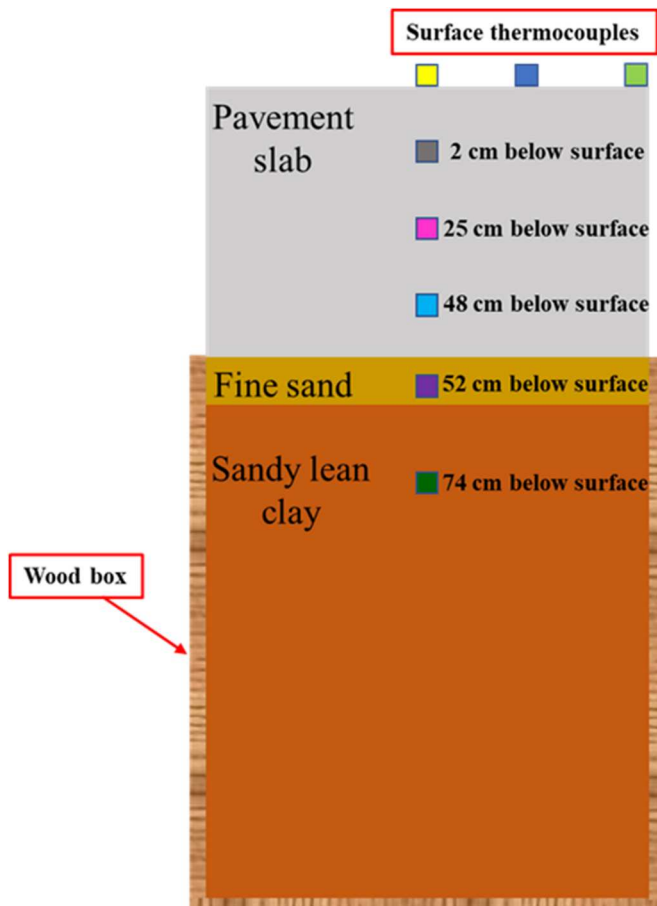 Surface thermocouples
Pavement
slab
2 cm below surface
25 cm below surface
48 cm below surface
Fine sand
52 cm below surface
Sandy lean
clay
74 cm below surface
Wood box